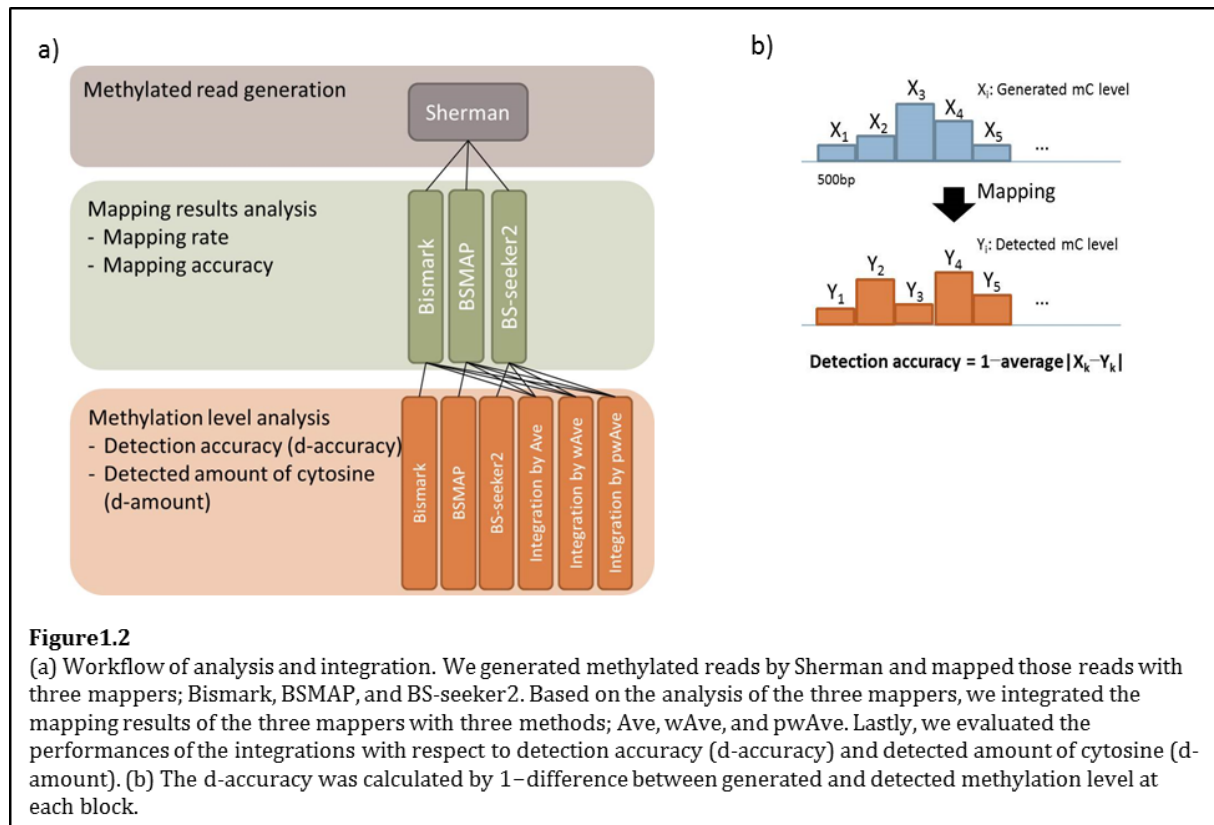 a)
Methylated read generation
Sherman
Mapping results analysis
- Mapping rate
- Mapping accuracy
Bismark
BSMAP
BS-seeker2
Methylation level analysis
- Detection accuracy (d-accuracy)
- Detected amount of cytosine
(d-amount)
Bismark
BSMAP
BS-seeker2
Integration by Ave
Integration by wAve
Integration by pwAve
b)
Xᵢ: Generated mC level
X₁ X₂ X₃ X₄ X₅ ...
500bp
Mapping
Yᵢ: Detected mC level
Y₁ Y₂ Y₃ Y₄ Y₅ ...
Detection accuracy = 1−average|Xₖ−Yₖ|
Figure1.2
(a) Workflow of analysis and integration. We generated methylated reads by Sherman and mapped those reads with
three mappers; Bismark, BSMAP, and BS-seeker2. Based on the analysis of the three mappers, we integrated the
mapping results of the three mappers with three methods; Ave, wAve, and pwAve. Lastly, we evaluated the
performances of the integrations with respect to detection accuracy (d-accuracy) and detected amount of cytosine (d-
amount). (b) The d-accuracy was calculated by 1−difference between generated and detected methylation level at
each block.